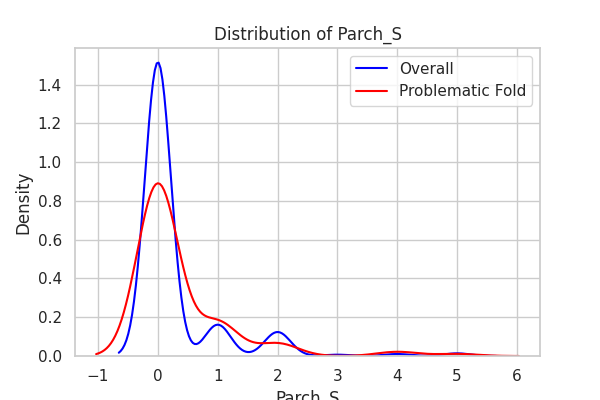 Distribution of Parch_S
Overall
Problematic Fold
Density
1.4
1.2
1.0
0.8
0.6
0.4
0.2
0.0
−1 0 1 2 3 4 5 6
Parch_S